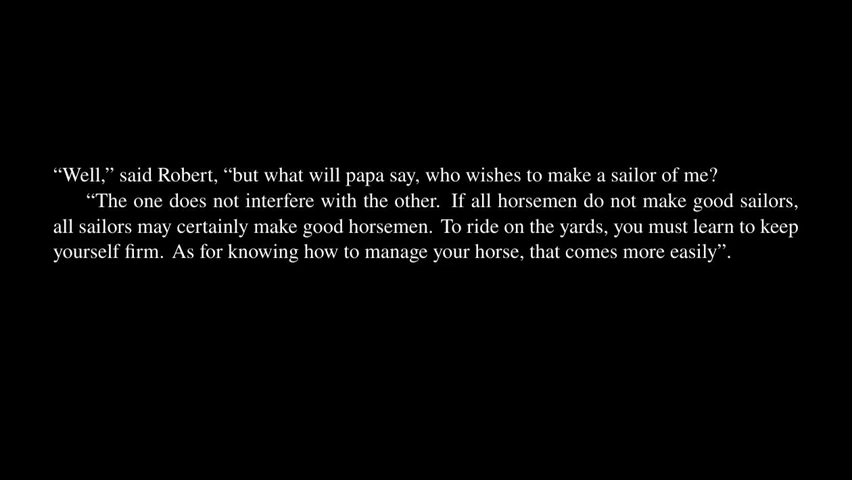 “Well,” said Robert, “but what will papa say, who wishes to make a sailor of me?
“The one does not interfere with the other. If all horsemen do not make good sailors,
all sailors may certainly make good horsemen. To ride on the yards, you must learn to keep
yourself firm. As for knowing how to manage your horse, that comes more easily”.